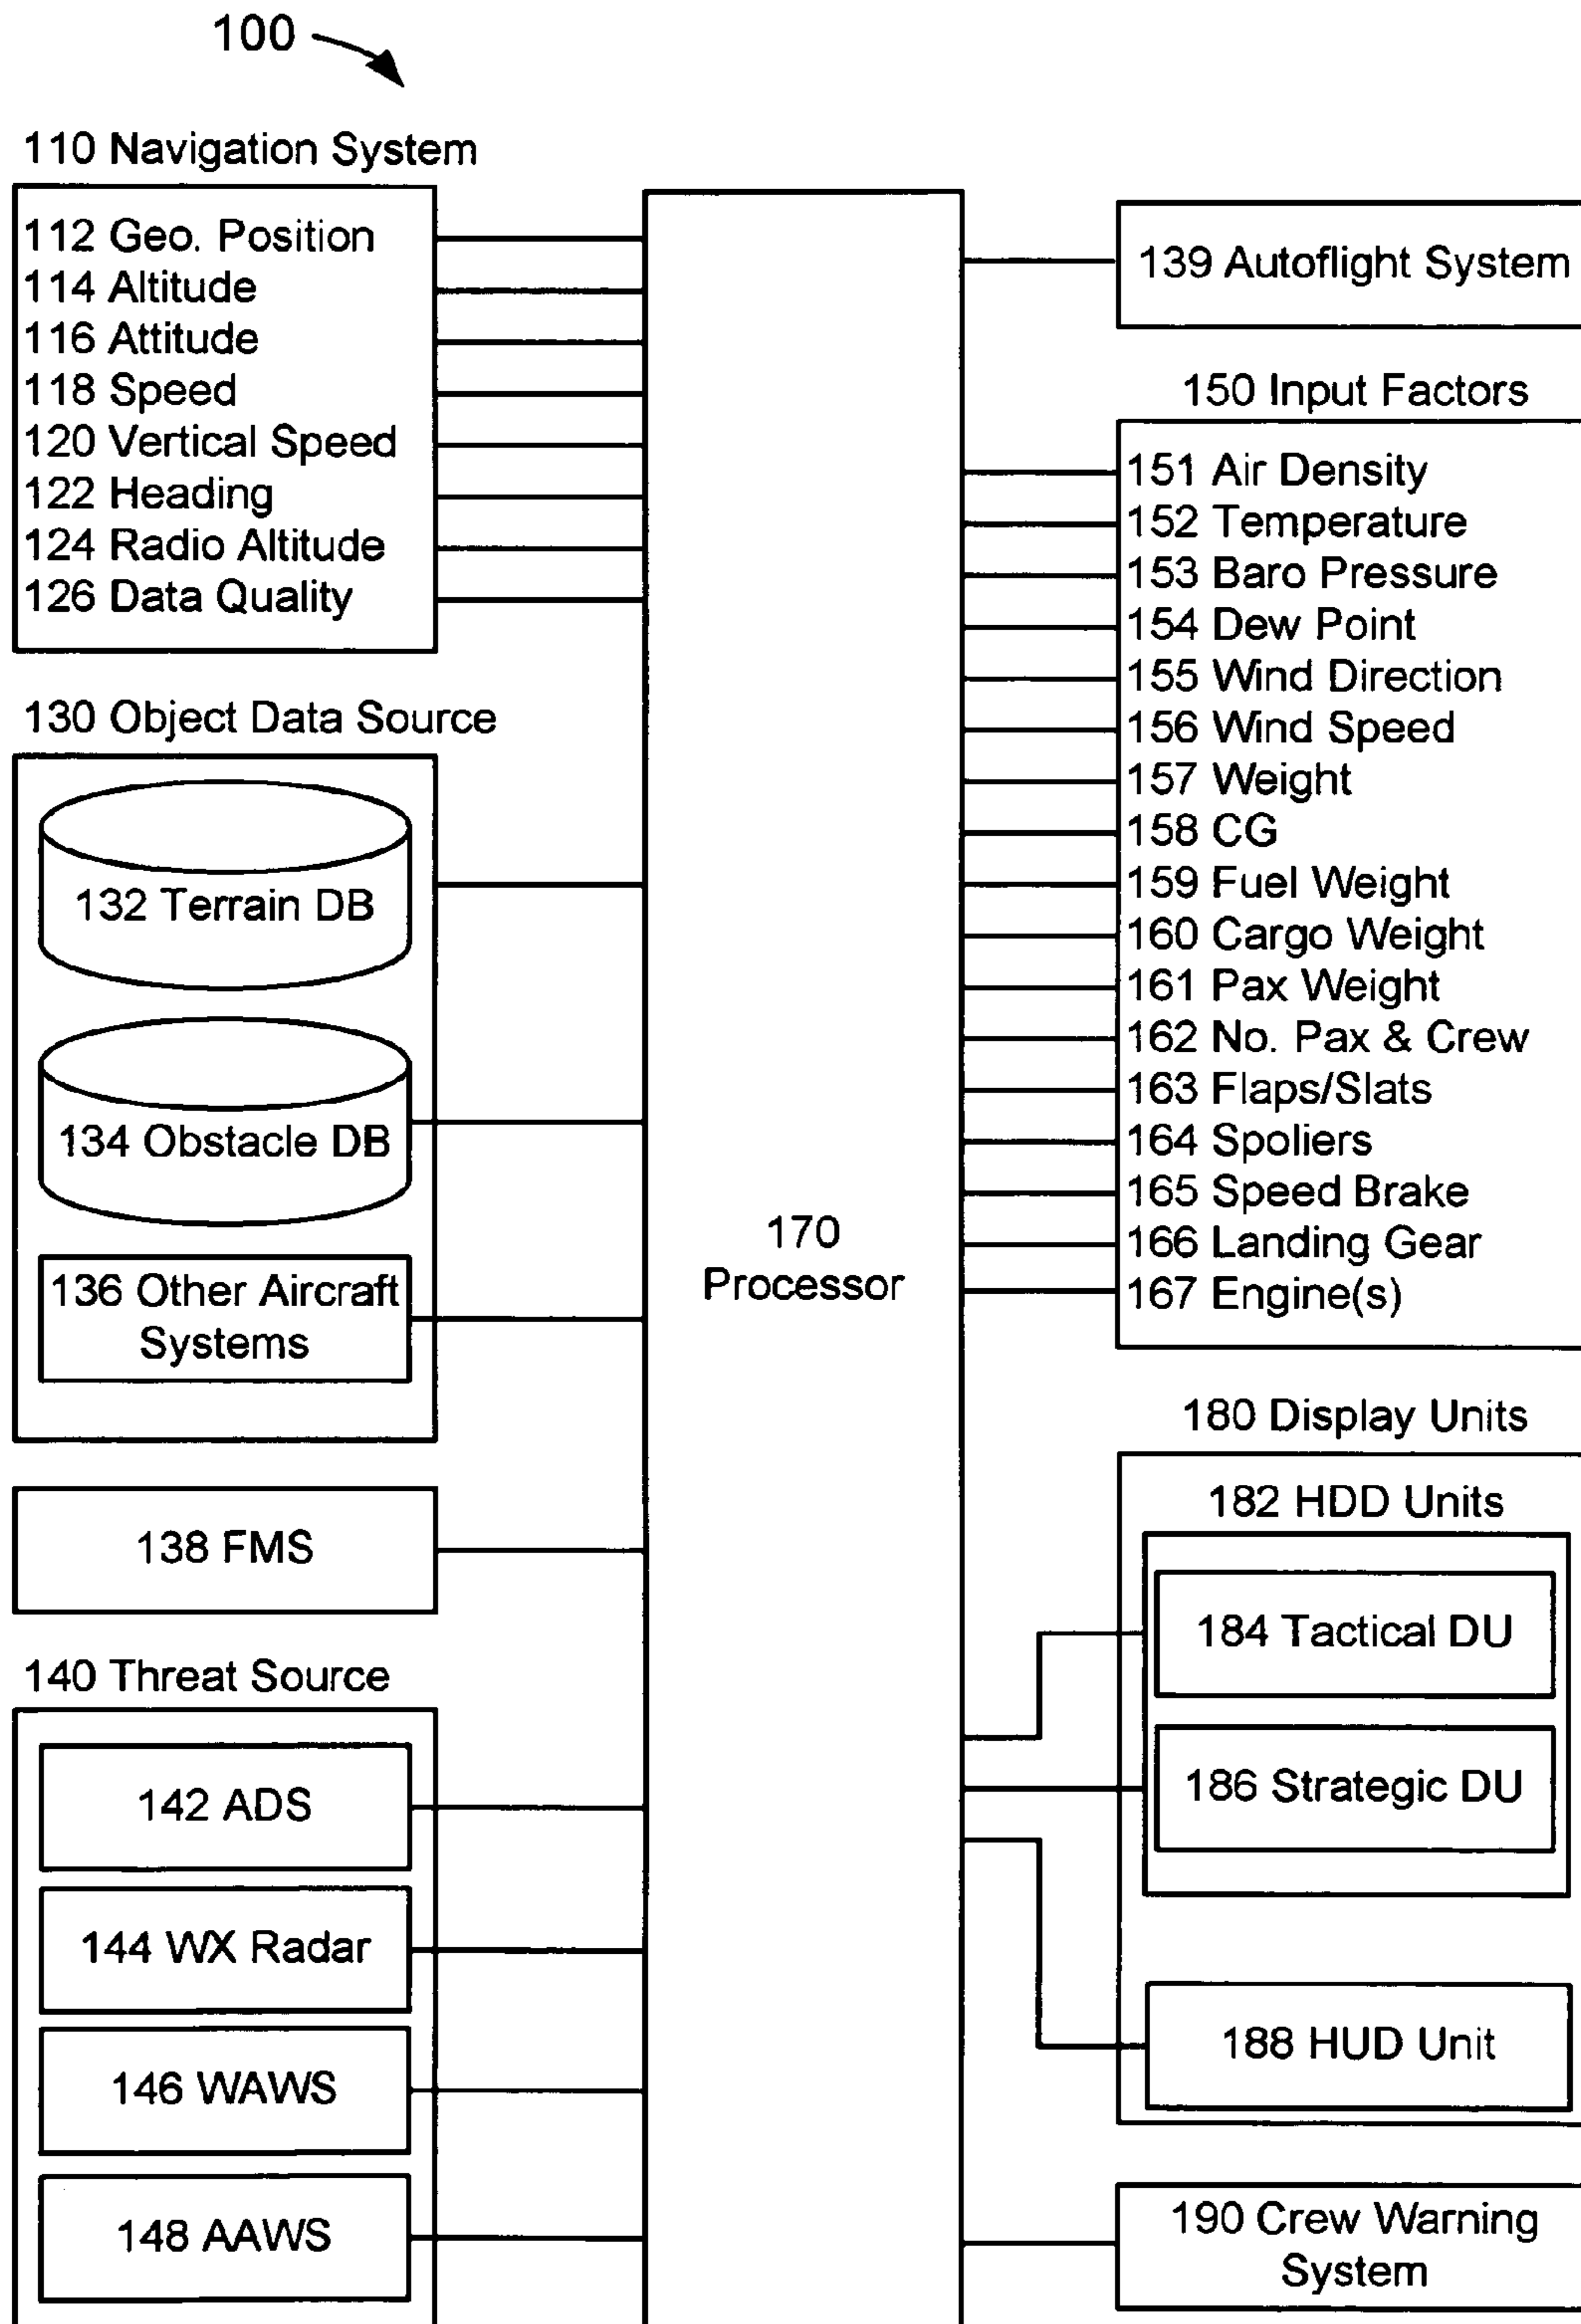 100
110 Navigation System
112 Geo. Position
114 Altitude
116 Attitude
118 Speed
120 Vertical Speed
122 Heading
124 Radio Altitude
126 Data Quality
130 Object Data Source
132 Terrain DB
134 Obstacle DB
136 Other Aircraft
Systems
138 FMS
140 Threat Source
142 ADS
144 WX Radar
146 WAWS
148 AAWS
170
Processor
139 Autoflight System
150 Input Factors
151 Air Density
152 Temperature
153 Baro Pressure
154 Dew Point
155 Wind Direction
156 Wind Speed
157 Weight
158 CG
159 Fuel Weight
160 Cargo Weight
161 Pax Weight
162 No. Pax & Crew
163 Flaps/Slats
164 Spoliers
165 Speed Brake
166 Landing Gear
167 Engine(s)
180 Display Units
182 HDD Units
184 Tactical DU
186 Strategic DU
188 HUD Unit
190 Crew Warning
System